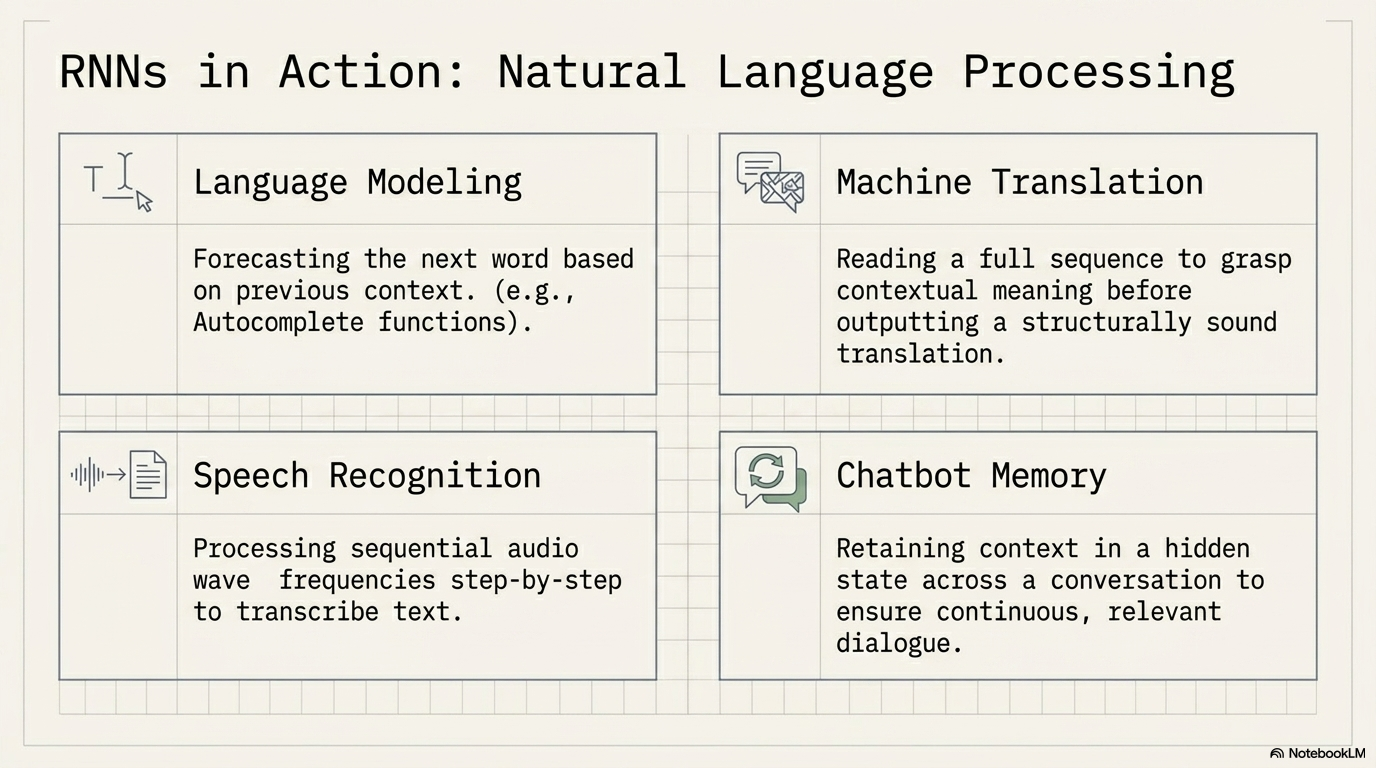 RNNs in Action: Natural Language Processing
T
Language Modeling
Forecasting the next word based
on previous context. (e.g.,
Autocomplete functions).
Machine Translation
Reading a full sequence to grasp
contextual meaning before
outputting a structurally sound
translation.
Speech Recognition
Processing sequential audio
wave  frequencies step-by-step
to transcribe text.
Chatbot Memory
Retaining context in a hidden
state across a conversation to
ensure continuous, relevant
dialogue.
NotebookLM